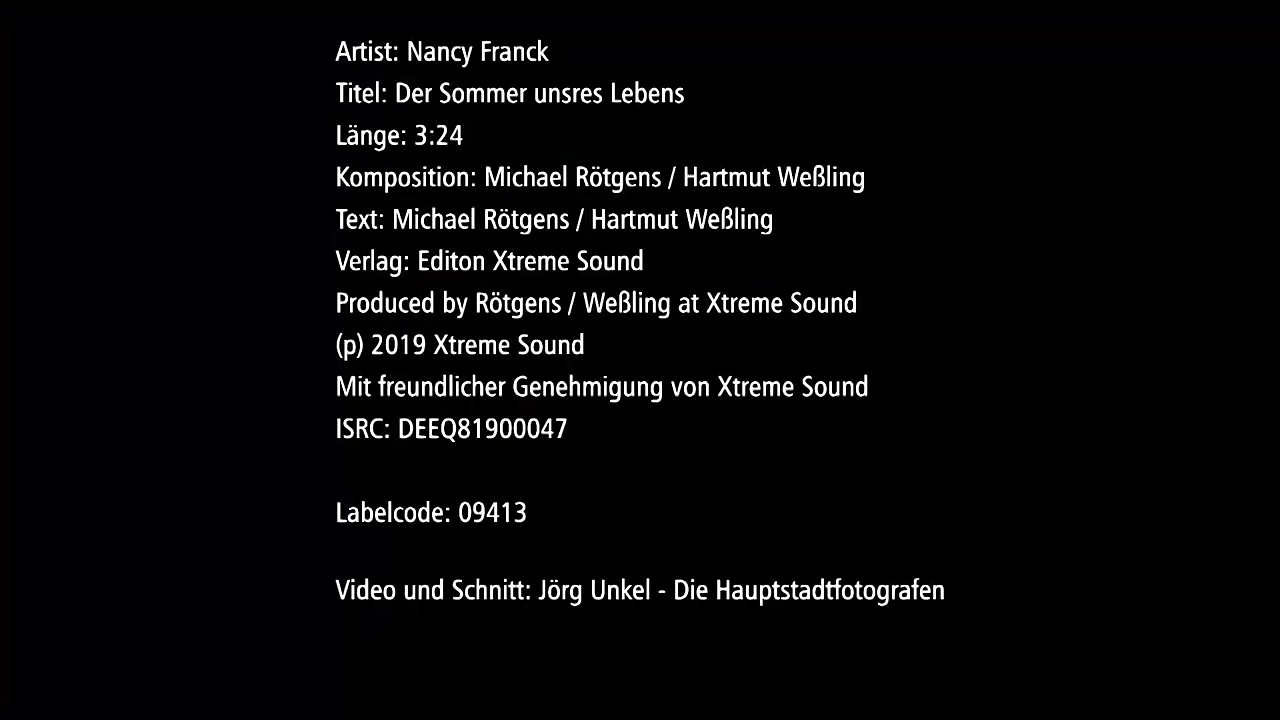 Artist: Nancy Franck
Titel: Der Sommer unsres Lebens
Länge: 3:24
Komposition: Michael Rötgens / Hartmut Weßling
Text: Michael Rötgens / Hartmut Weßling
Verlag: Editon Xtreme Sound
Produced by Rötgens / Weßling at Xtreme Sound
(p) 2019 Xtreme Sound
Mit freundlicher Genehmigung von Xtreme Sound
ISRC: DEEQ81900047
Labelcode: 09413
Video und Schnitt: Jörg Unkel - Die Hauptstadtfotografen